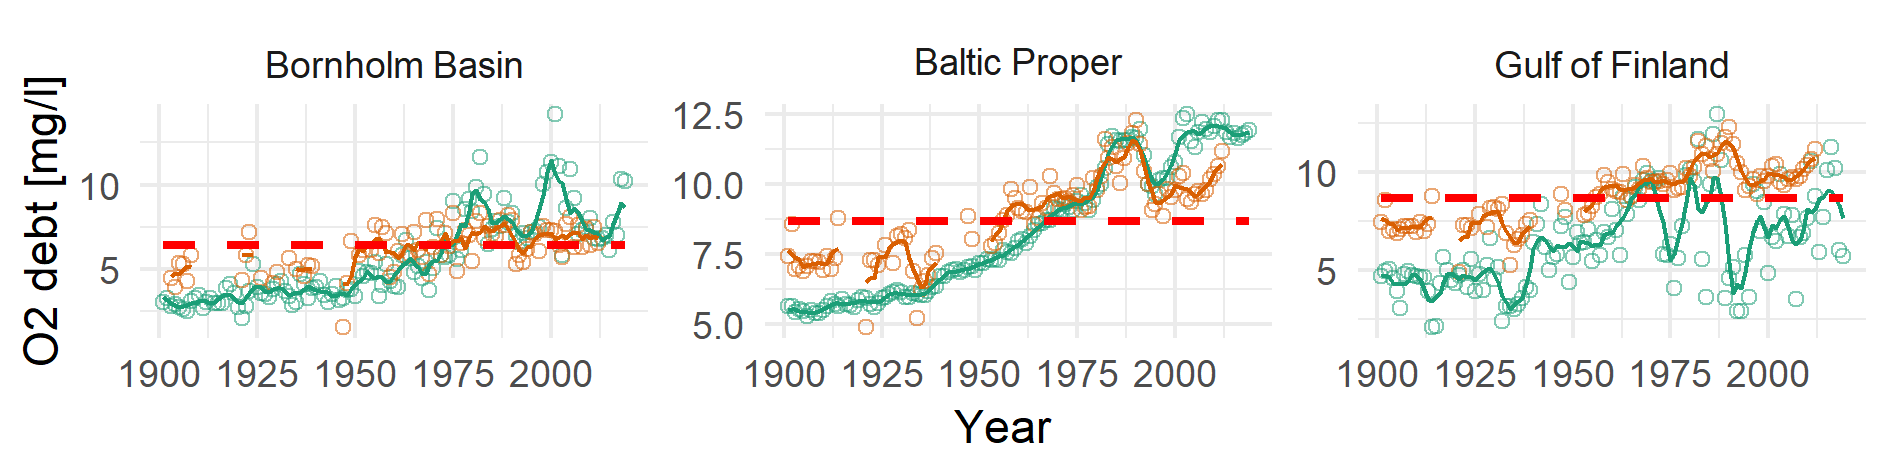 Bornholm Basin
Baltic Proper
Gulf of Finland
O2 debt [mg/l]
10
5
12.5
10.0
7.5
5.0
10
5
1900 1925 1950 1975 2000
1900 1925 1950 1975 2000
1900 1925 1950 1975 2000
Year